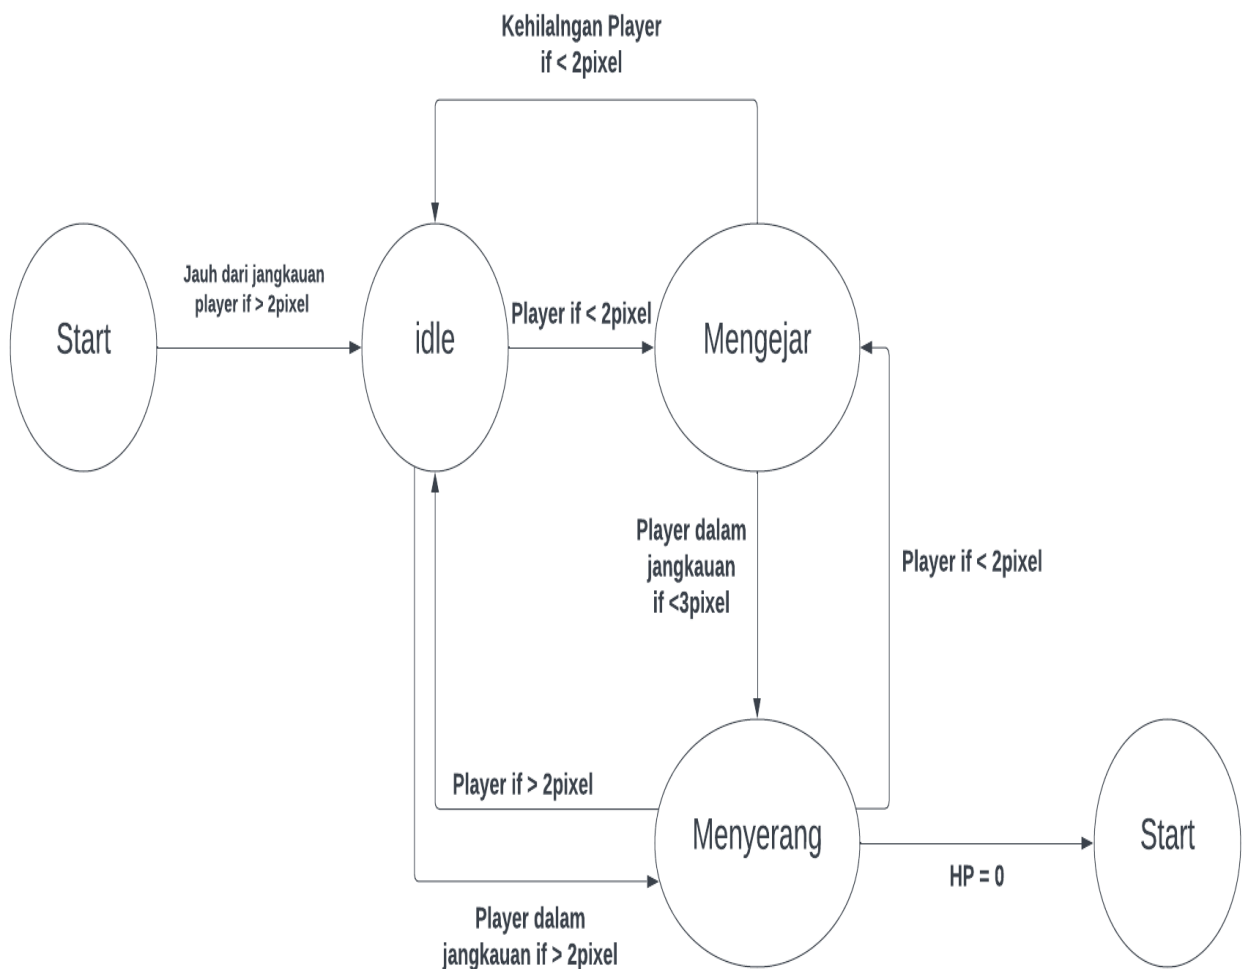 Kehilalngan Player
if < 2pixel
Jauh dari jangkauan
player if > 2pixel
Start
idle
Player if < 2pixel
Mengejar
Player dalam
jangkauan
if <3pixel
Player if < 2pixel
Player if > 2pixel
Menyerang
Start
HP = 0
Player dalam
jangkauan if > 2pixel